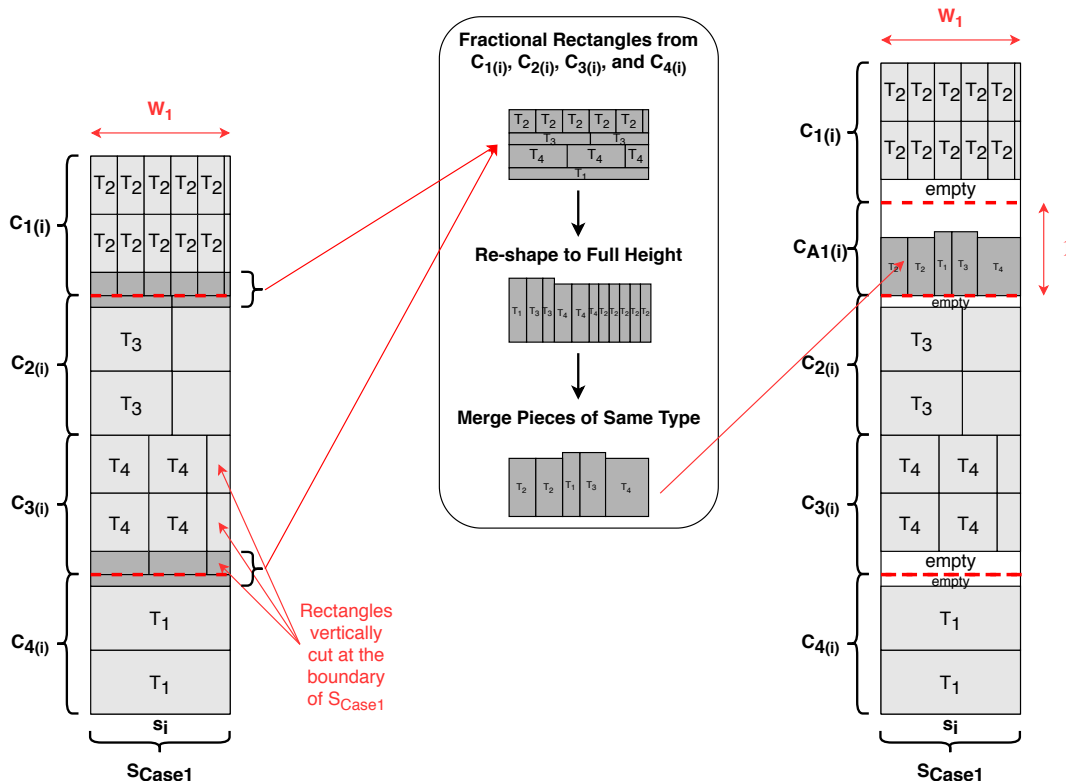 W1
C1(i)
T2 T2 T2 T2 T2
T2 T2 T2 T2 T2
C2(i)
T3
T3
C3(i)
T4 T4
T4 T4
C4(i)
T1
T1
si
SCase1
Rectangles
vertically
cut at the
boundary
of SCase1
Fractional Rectangles from
C1(i), C2(i), C3(i), and C4(i)
T2 T2 T2 T2 T2
T3 T3
T4 T4 T4
T1
Re-shape to Full Height
T1 T3 T3 T4 T4 T4 T2 T2 T2 T2 T2
Merge Pieces of Same Type
T2 T2 T1 T3 T4
W1
C1(i)
T2 T2 T2 T2 T2
T2 T2 T2 T2 T2
empty
CA1(i)
T2 T2 T1 T3 T4
empty
C2(i)
T3
T3
C3(i)
T4 T4
T4 T4
empty
empty
C4(i)
T1
T1
si
SCase1